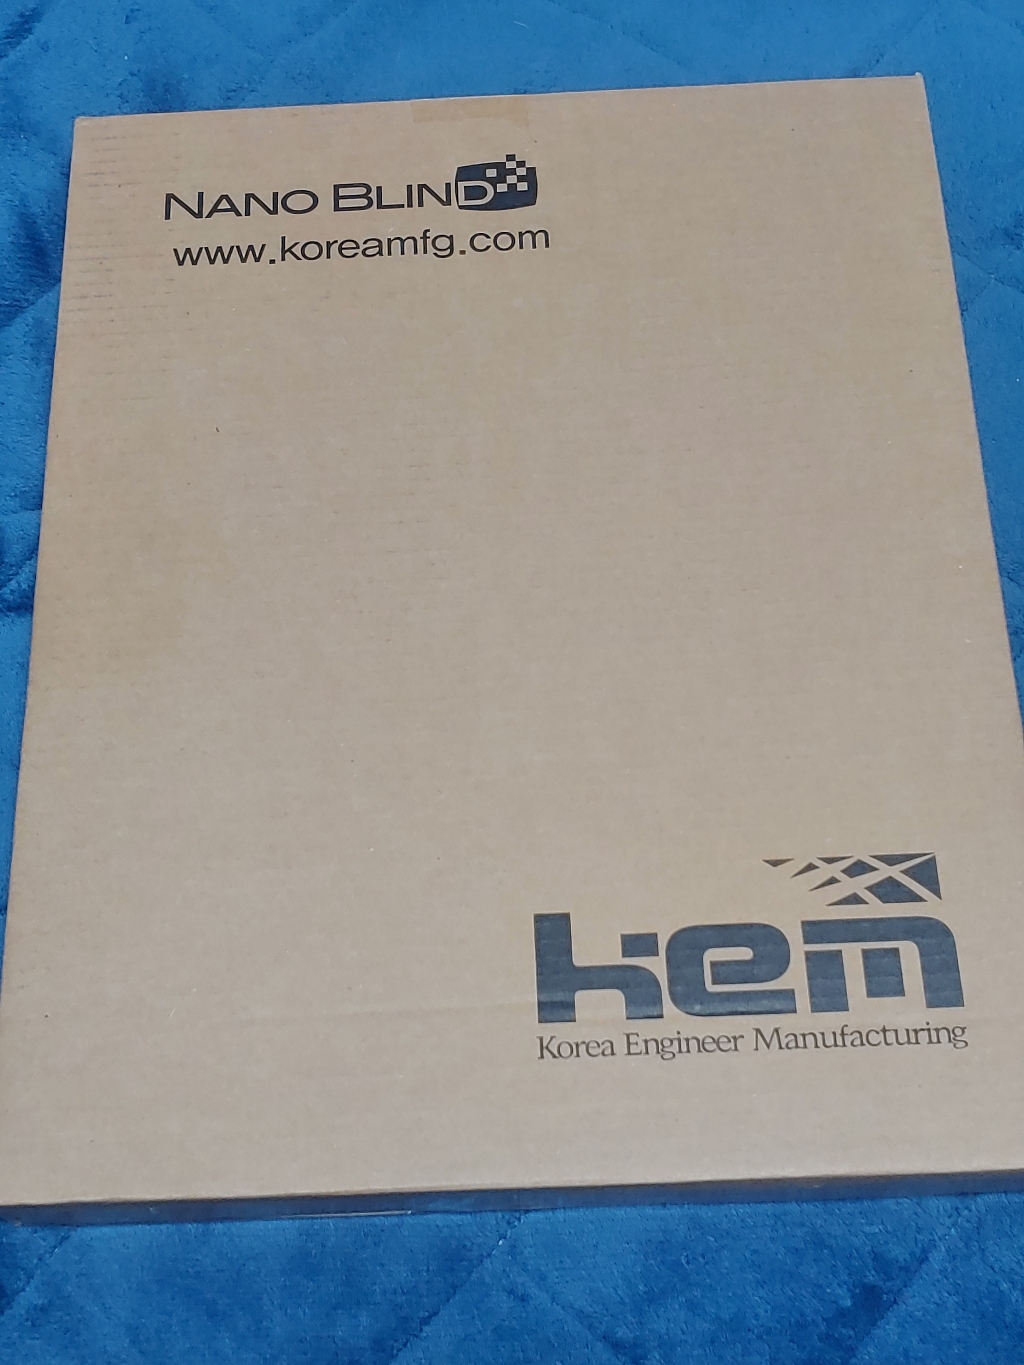 NANO BLIND
www.koreamfg.com
kem
Korea Engineer Manufacturing